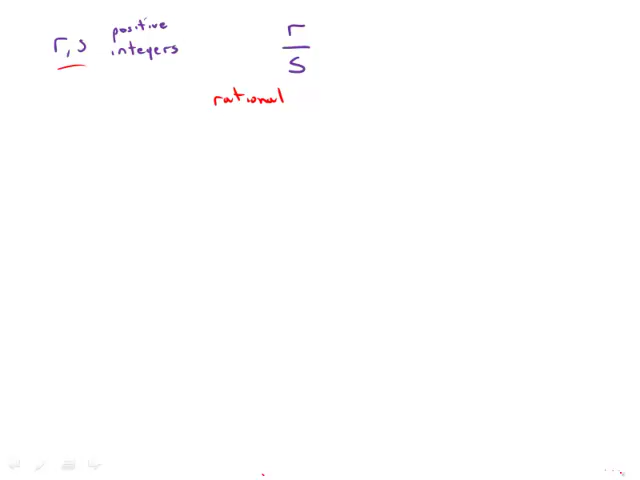 r, s positive integers
r/s
rational